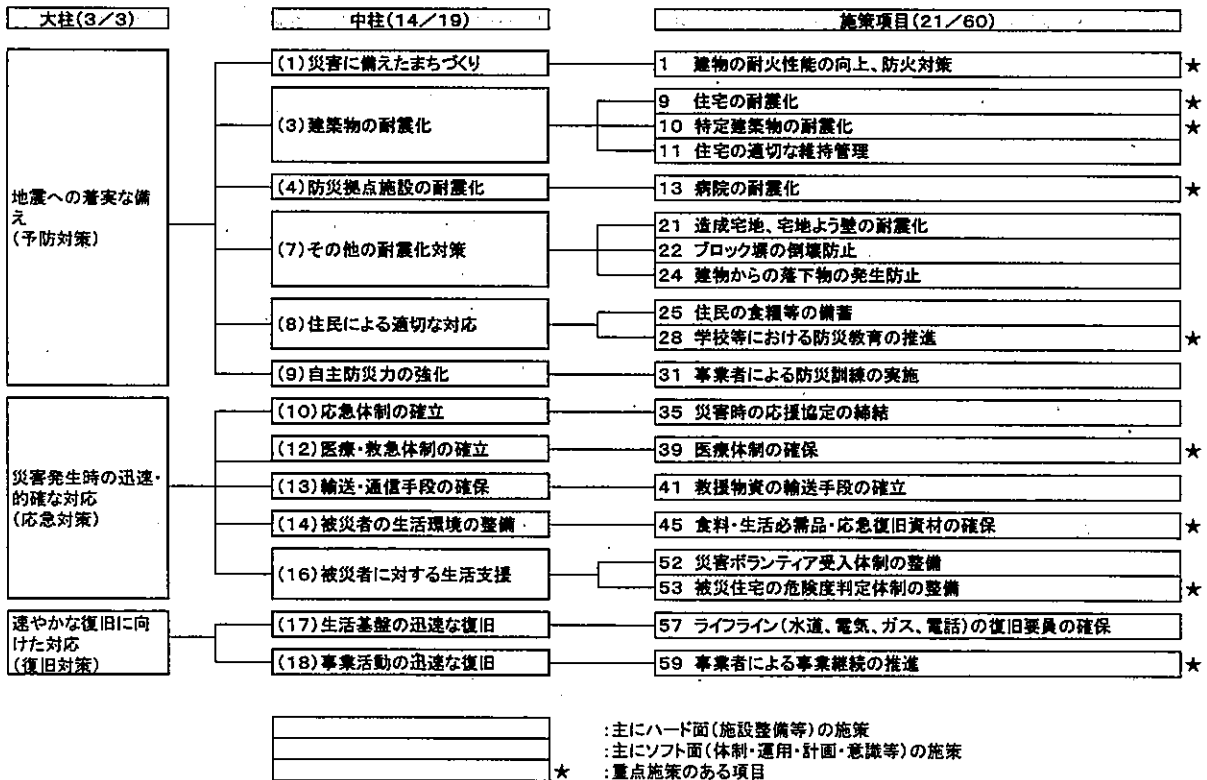 大柱(3/3)
中柱(14/19)
施策項目(21/60)
地震への着実な備
え
(予防対策)
(1)災害に備えたまちづくり
1 建物の耐火性能の向上、防火対策 ★
(3)建築物の耐震化
9 住宅の耐震化 ★
10 特定建築物の耐震化 ★
11 住宅の適切な維持管理
(4)防災拠点施設の耐震化
13 病院の耐震化 ★
(7)その他の耐震化対策
21 造成宅地、宅地よう壁の耐震化
22 ブロック塀の倒壊防止
24 建物からの落下物の発生防止
(8)住民による適切な対応
25 住民の食糧等の備蓄
28 学校等における防災教育の推進 ★
(9)自主防災力の強化
31 事業者による防災訓練の実施
災害発生時の迅速・
的確な対応
(応急対策)
(10)応急体制の確立
35 災害時の応援協定の締結
(12)医療・救急体制の確立
39 医療体制の確保 ★
(13)輸送・通信手段の確保
41 救援物資の輸送手段の確立
(14)被災者の生活環境の整備
45 食料・生活必需品・応急復旧資材の確保 ★
(16)被災者に対する生活支援
52 災害ボランティア受入体制の整備
53 被災住宅の危険度判定体制の整備 ★
速やかな復旧に向
けた対応
(復旧対策)
(17)生活基盤の迅速な復旧
57 ライフライン(水道、電気、ガス、電話)の復旧要員の確保
(18)事業活動の迅速な復旧
59 事業者による事業継続の推進 ★
:主にハード面(施設整備等)の施策
:主にソフト面(体制・運用・計画・意識等)の施策
★ :重点施策のある項目